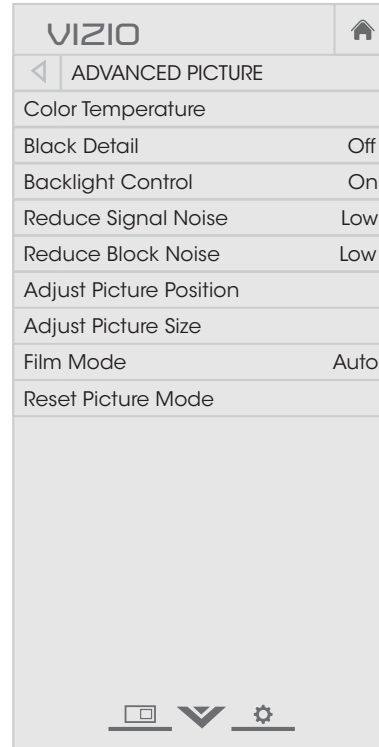 VIZIO
ADVANCED PICTURE
Color Temperature
Black Detail Off
Backlight Control On
Reduce Signal Noise Low
Reduce Block Noise Low
Adjust Picture Position
Adjust Picture Size
Film Mode Auto
Reset Picture Mode